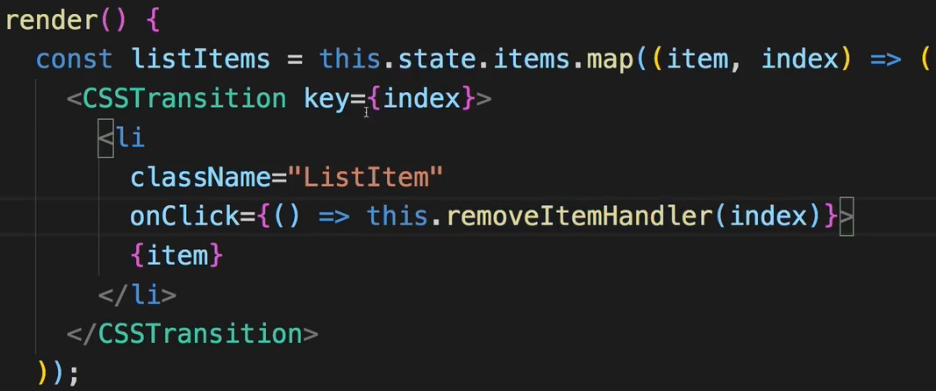 render() {
const listItems = this.state.items.map((item, index) => (
<CSSTransition key={index}>
<li
className="ListItem"
onClick={() => this.removeItemHandler(index)}>
{item}
</li>
</CSSTransition>
));